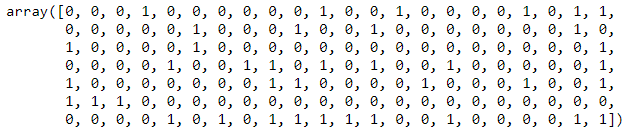 array([0, 0, 0, 1, 0, 0, 0, 0, 0, 0, 1, 0, 0, 1, 0, 0, 0, 0, 1, 0, 1, 1,
0, 0, 0, 0, 0, 1, 0, 0, 0, 1, 0, 0, 1, 0, 0, 0, 0, 0, 0, 0, 1, 0,
1, 0, 0, 0, 0, 1, 0, 0, 0, 0, 0, 0, 0, 0, 0, 0, 0, 0, 0, 0, 0, 1,
0, 0, 0, 0, 1, 0, 0, 1, 1, 0, 1, 0, 1, 0, 0, 1, 0, 0, 0, 0, 0, 1,
1, 0, 0, 0, 0, 0, 0, 0, 1, 1, 0, 0, 0, 0, 1, 0, 0, 0, 1, 0, 0, 1,
1, 1, 1, 0, 0, 0, 0, 0, 0, 0, 0, 0, 0, 0, 0, 0, 0, 0, 0, 0, 0, 0,
0, 0, 0, 0, 1, 0, 1, 0, 1, 1, 1, 1, 1, 0, 0, 1, 0, 0, 0, 0, 1, 1])